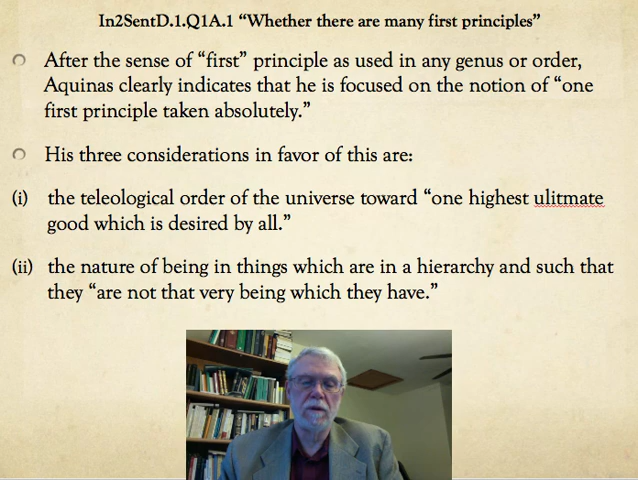 In2SentD.1.Q1A.1 “Whether there are many first principles”
After the sense of “first” principle as used in any genus or order,
Aquinas clearly indicates that he is focused on the notion of “one
first principle taken absolutely.”
His three considerations in favor of this are:
(i) the teleological order of the universe toward “one highest ulitmate
good which is desired by all.”
(ii) the nature of being in things which are in a hierarchy and such that
they “are not that very being which they have.”